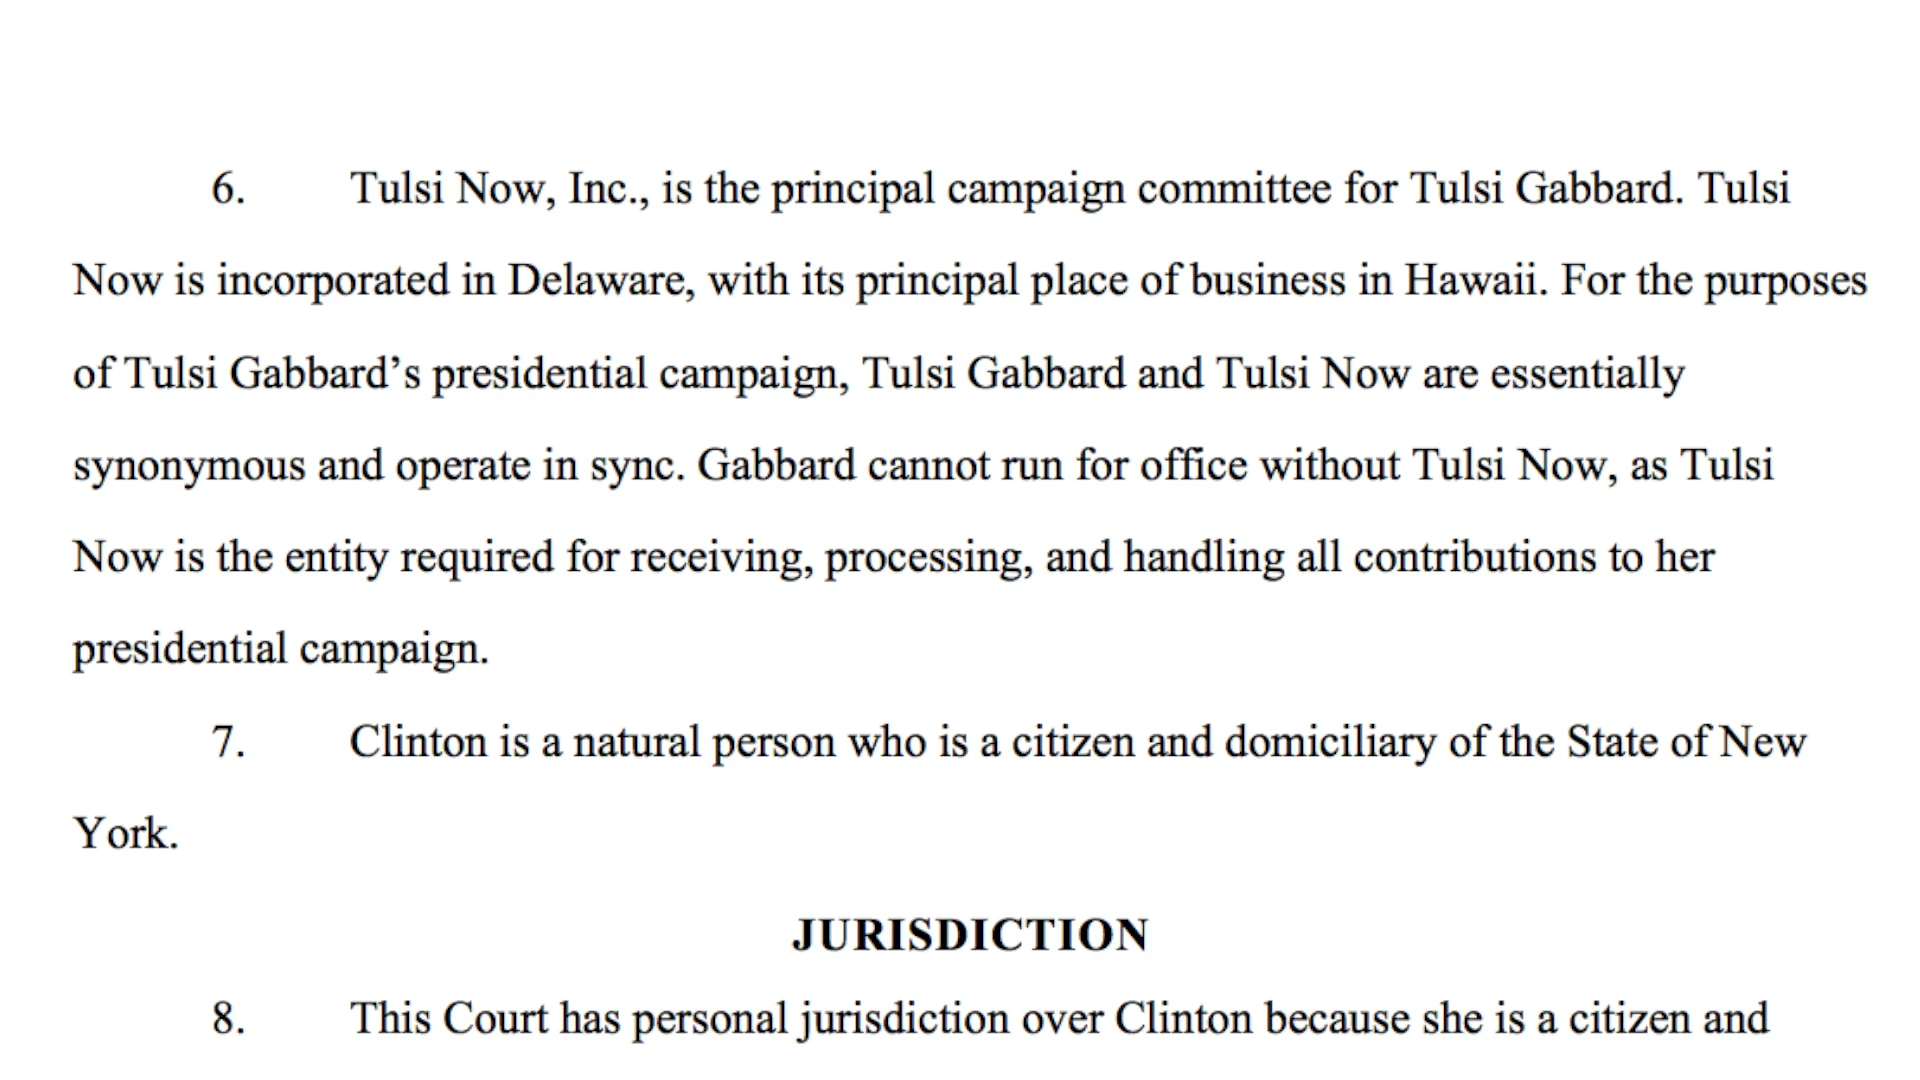 6. Tulsi Now, Inc., is the principal campaign committee for Tulsi Gabbard. Tulsi
Now is incorporated in Delaware, with its principal place of business in Hawaii. For the purposes
of Tulsi Gabbard’s presidential campaign, Tulsi Gabbard and Tulsi Now are essentially
synonymous and operate in sync. Gabbard cannot run for office without Tulsi Now, as Tulsi
Now is the entity required for receiving, processing, and handling all contributions to her
presidential campaign.
7. Clinton is a natural person who is a citizen and domiciliary of the State of New
York.
JURISDICTION
8. This Court has personal jurisdiction over Clinton because she is a citizen and